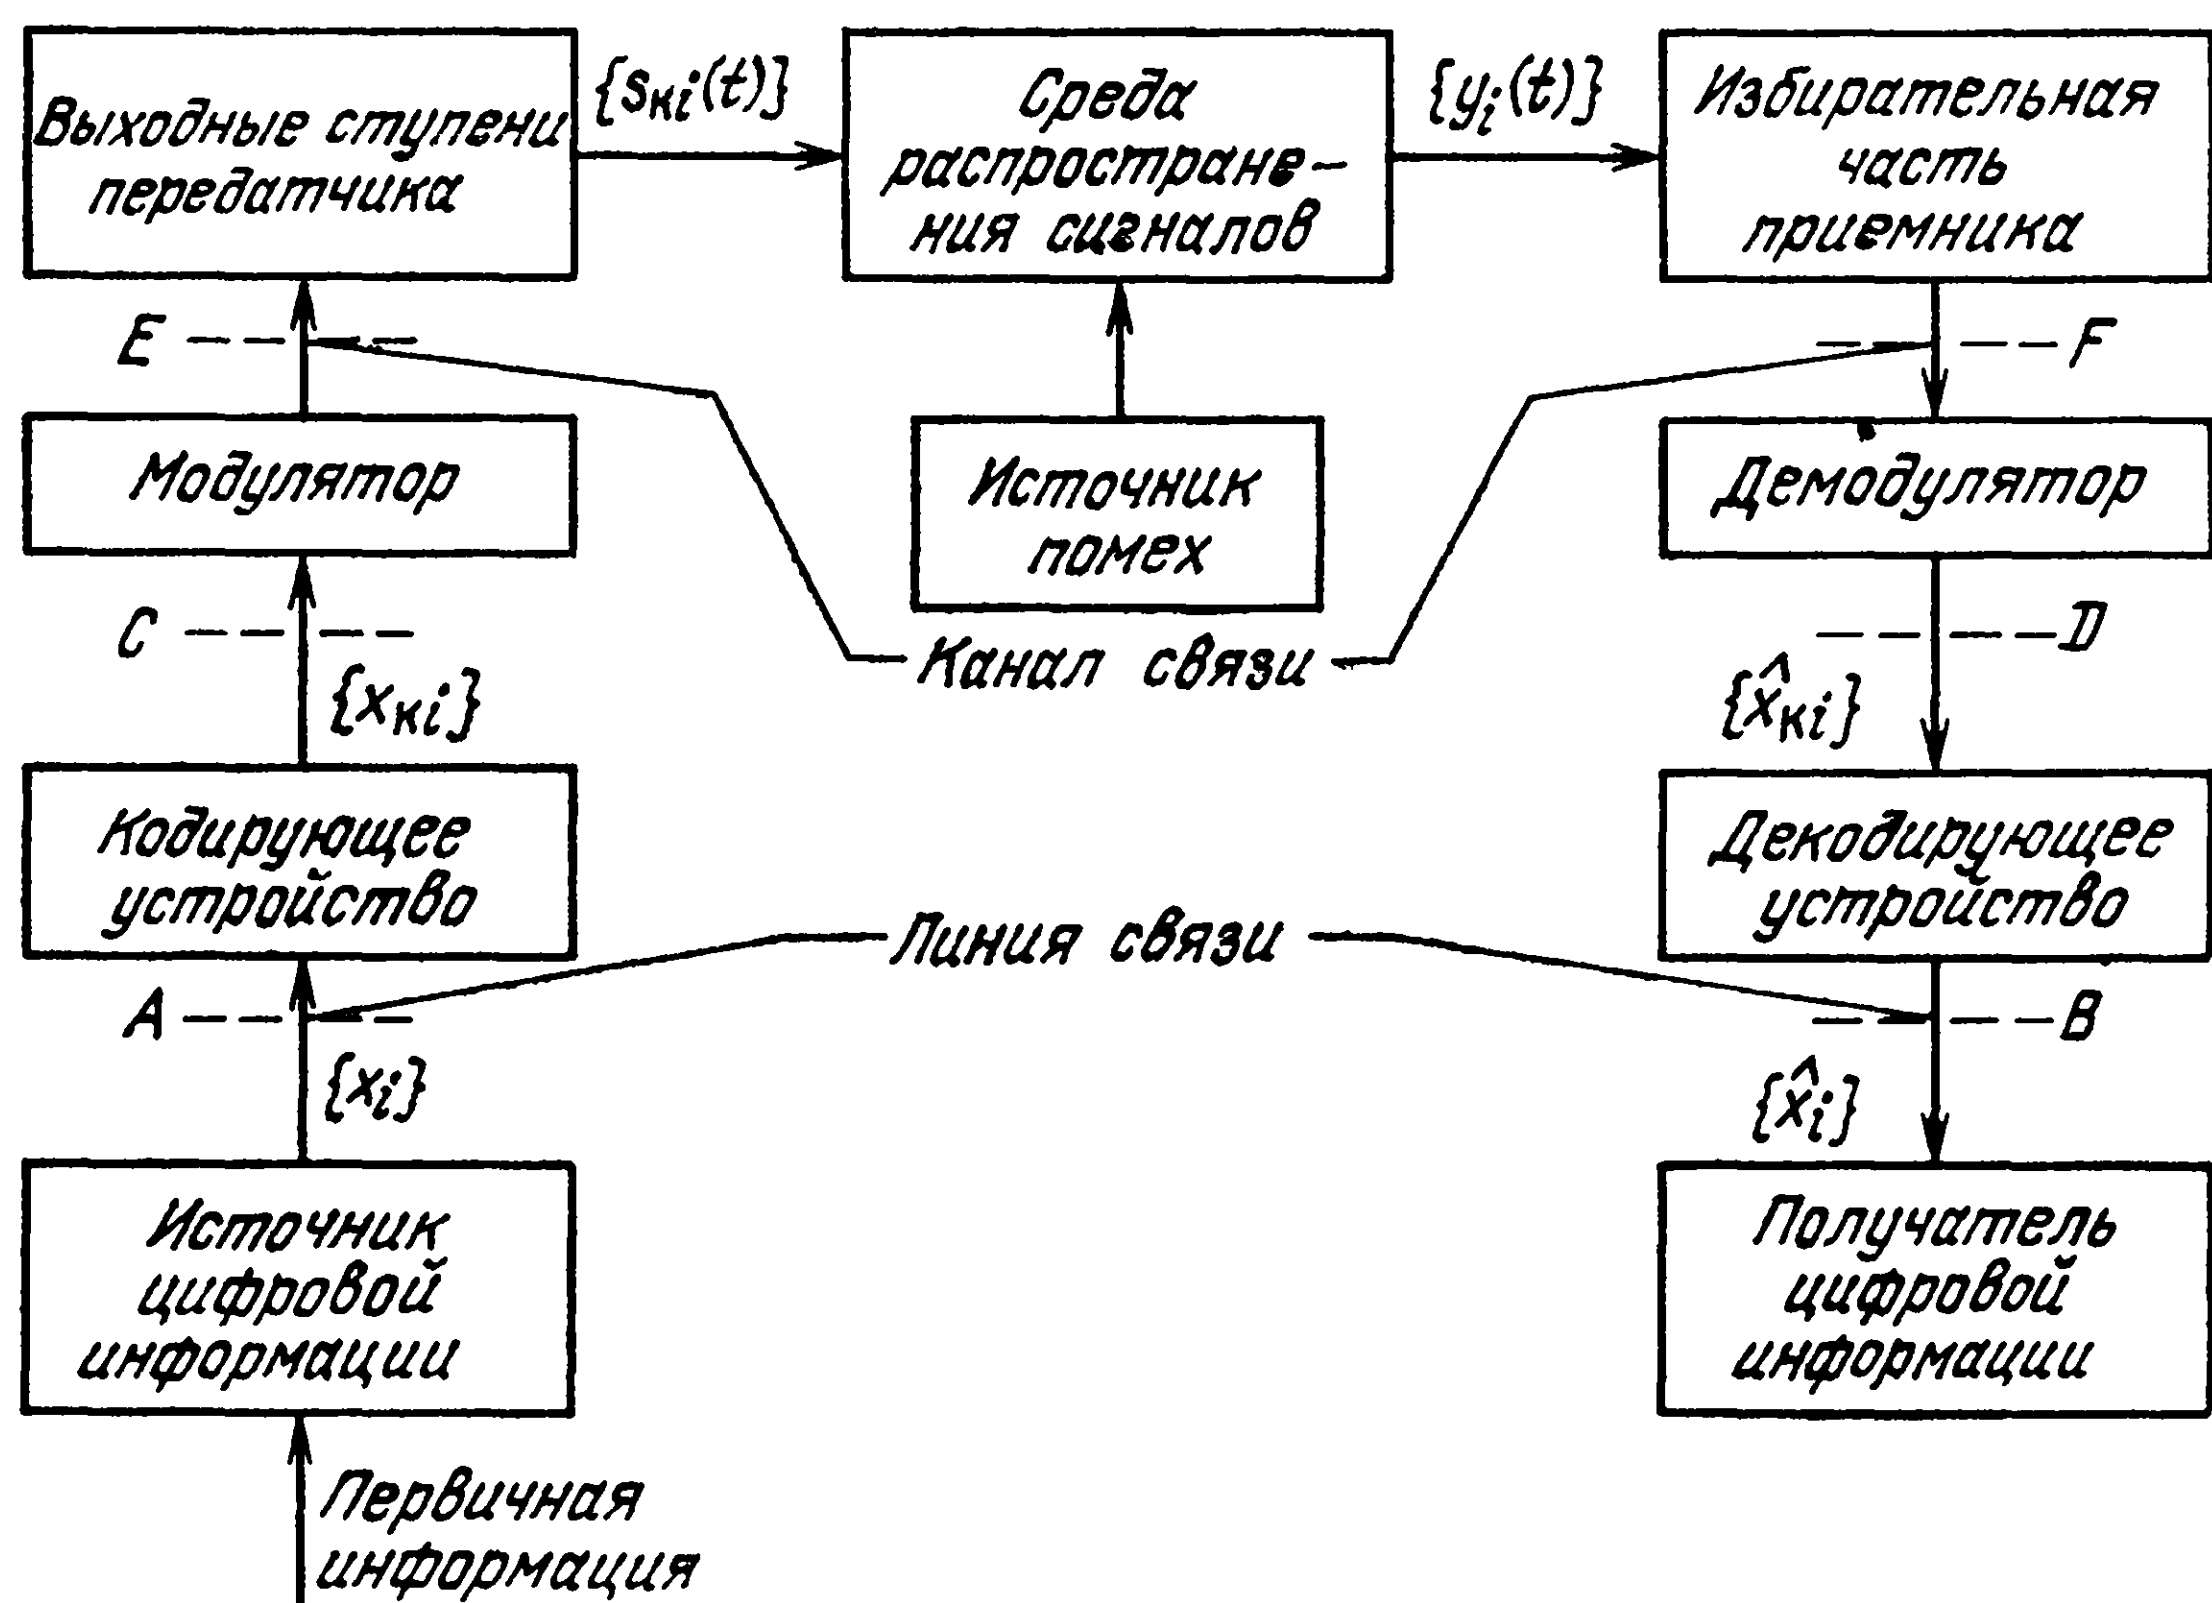 Выходные ступени
передатчика
{sкi(t)}
Среда
распростране-
ния сигналов
{yi(t)}
Избирательная
часть
приемника
E
F
Модулятор
Источник
помех
Демодулятор
C
D
Канал связи
{xкi}
{x̂кi}
Кодирующее
устройство
Декодирующее
устройство
Линия связи
A
B
{xi}
{x̂i}
Источник
цифровой
информации
Получатель
цифровой
информации
Первичная
информация